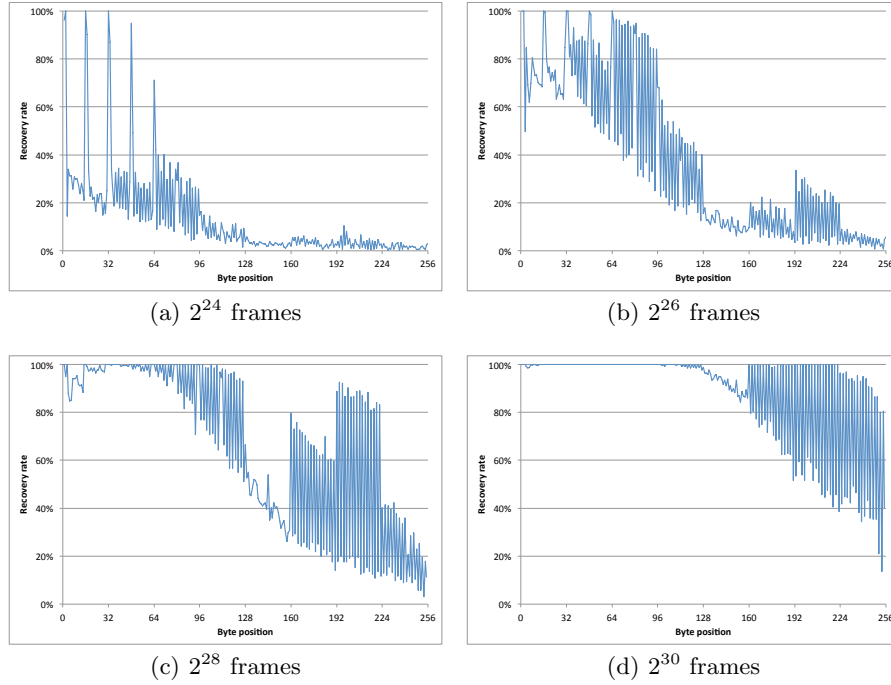 100%
80%
60%
40%
20%
0%
Recovery rate
0 32 64 96 128 160 192 224 256
Byte position
(a) 2^24 frames
100%
80%
60%
40%
20%
0%
Recovery rate
0 32 64 96 128 160 192 224 256
Byte position
(b) 2^26 frames
100%
80%
60%
40%
20%
0%
Recovery rate
0 32 64 96 128 160 192 224 256
Byte position
(c) 2^28 frames
100%
80%
60%
40%
20%
0%
Recovery rate
0 32 64 96 128 160 192 224 256
Byte position
(d) 2^30 frames